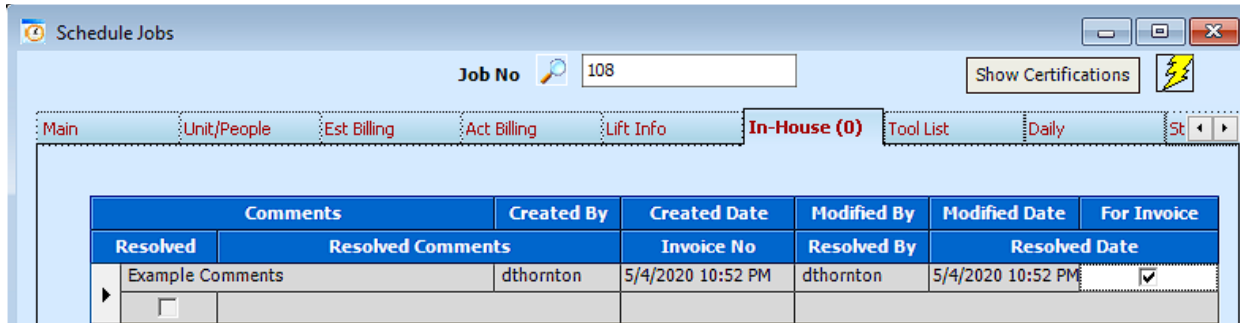 Schedule Jobs
Job No 108 Show Certifications
Main Unit/People Est Billing Act Billing Lift Info In-House (0) Tool List Daily St
Comments Created By Created Date Modified By Modified Date For Invoice
Resolved Resolved Comments Invoice No Resolved By Resolved Date
Example Comments dthornton 5/4/2020 10:52 PM dthornton 5/4/2020 10:52 PM